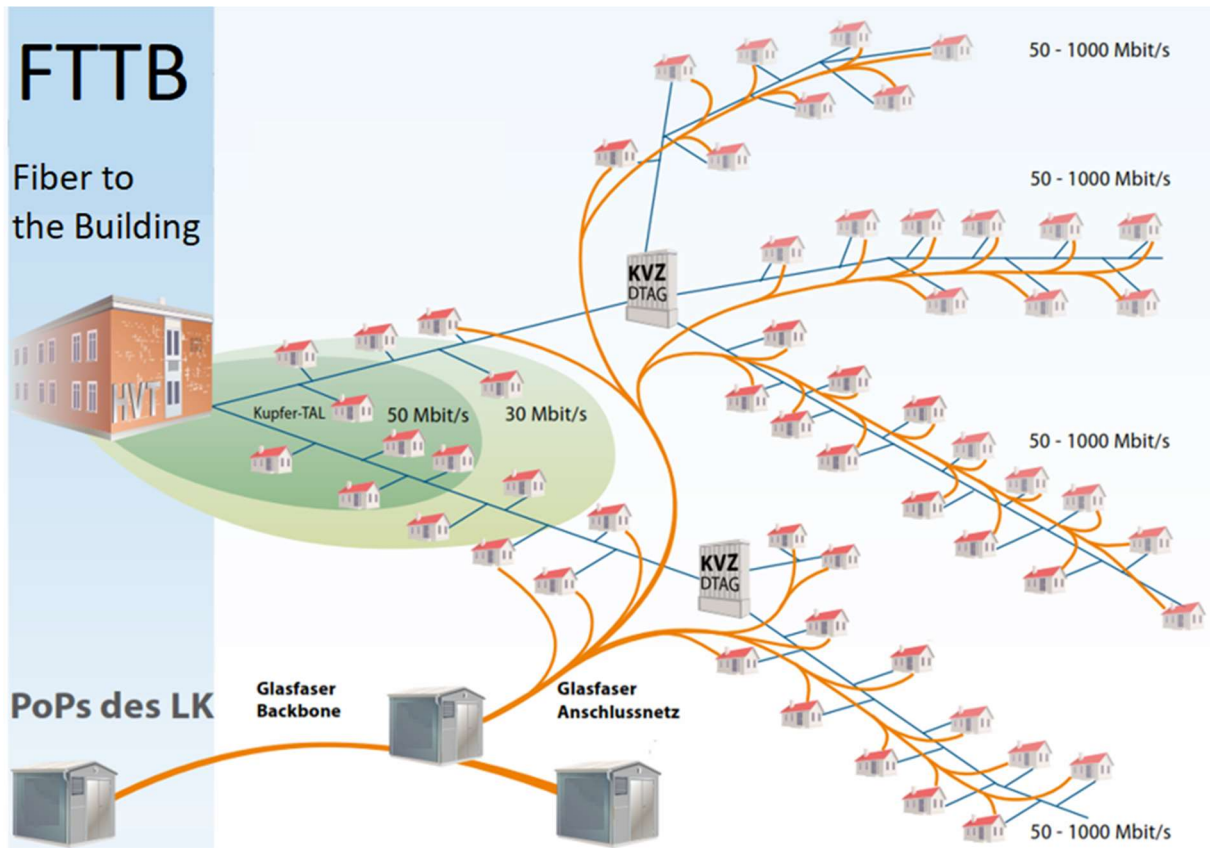 FTTB
Fiber to
the Building
50 - 1000 Mbit/s
50 - 1000 Mbit/s
KVZ
DTAG
HVT
Kupfer-TAL
50 Mbit/s
30 Mbit/s
50 - 1000 Mbit/s
KVZ
DTAG
PoPs des LK
Glasfaser
Backbone
Glasfaser
Anschlussnetz
50 - 1000 Mbit/s